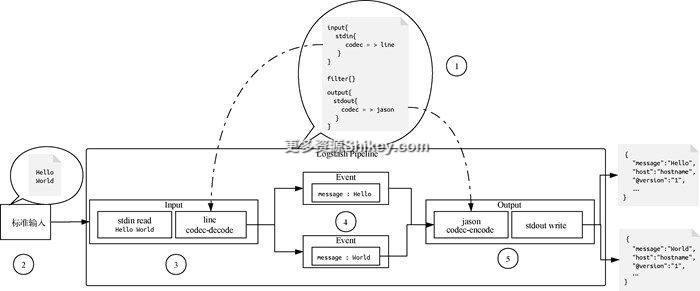 input{
stdin{
codec = > line
}
}
filter{}
output{
stdout{
codec = > jason
}
}
1
更多资源Shikey.com
Logstash Pipeline
Hello
World
标准输入
2
Input
stdin read
Hello World
line
codec-decode
3
Event
message : Hello
4
Event
message : World
Output
jason
codec-encode
stdout write
5
{
"message":"Hello",
"host":"hostname",
"@version":"1",
...
}
{
"message":"World",
"host":"hostname",
"@version":"1",
...
}